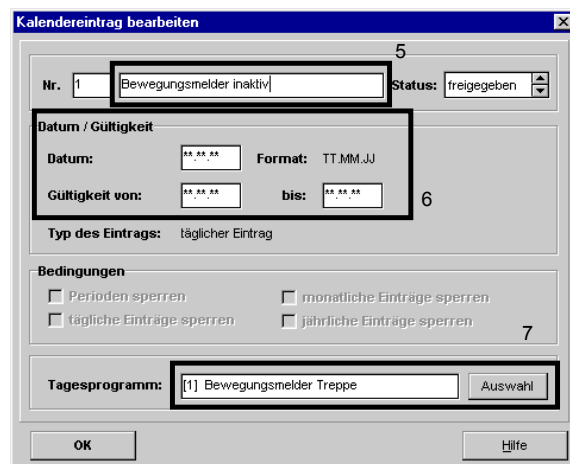 Kalendereintrag bearbeiten
5
Nr. 1 Bewegungsmelder inaktiv Status: freigegeben
Datum / Gültigkeit
Datum: **.**.** Format: TT.MM.JJ
Gültigkeit von: **.**.** bis: **.**.**
6
Typ des Eintrags: täglicher Eintrag
Bedingungen
Perioden sperren monatliche Einträge sperren
tägliche Einträge sperren jährliche Einträge sperren
7
Tagesprogramm: [1] Bewegungsmelder Treppe Auswahl
OK Hilfe